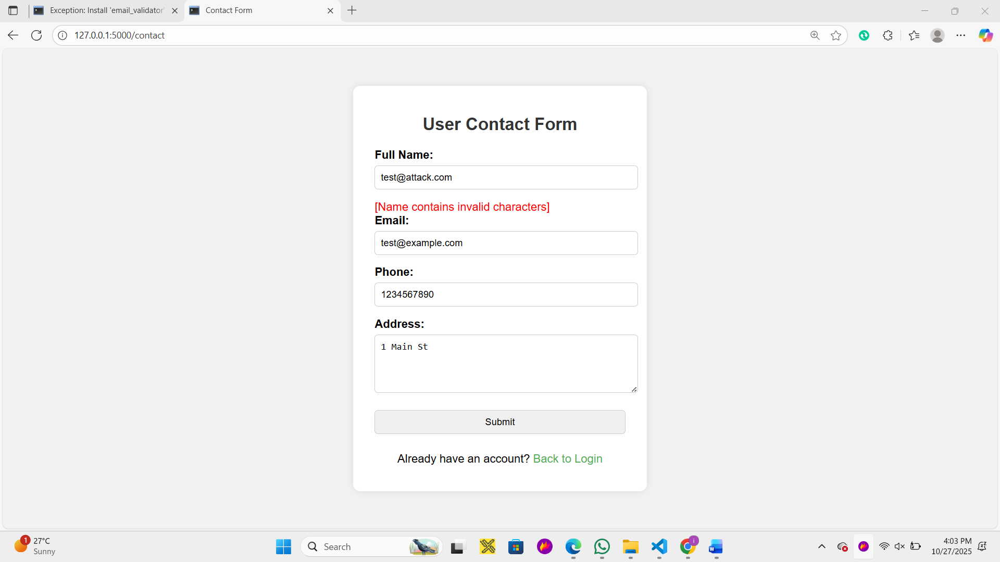 Exception: Install 'email_validator'
Contact Form
127.0.0.1:5000/contact
User Contact Form
Full Name:
test@attack.com
[Name contains invalid characters]
Email:
test@example.com
Phone:
1234567890
Address:
1 Main St
Submit
Already have an account? Back to Login
1
27°C
Sunny
Search
W
i
4:03 PM
10/27/2025